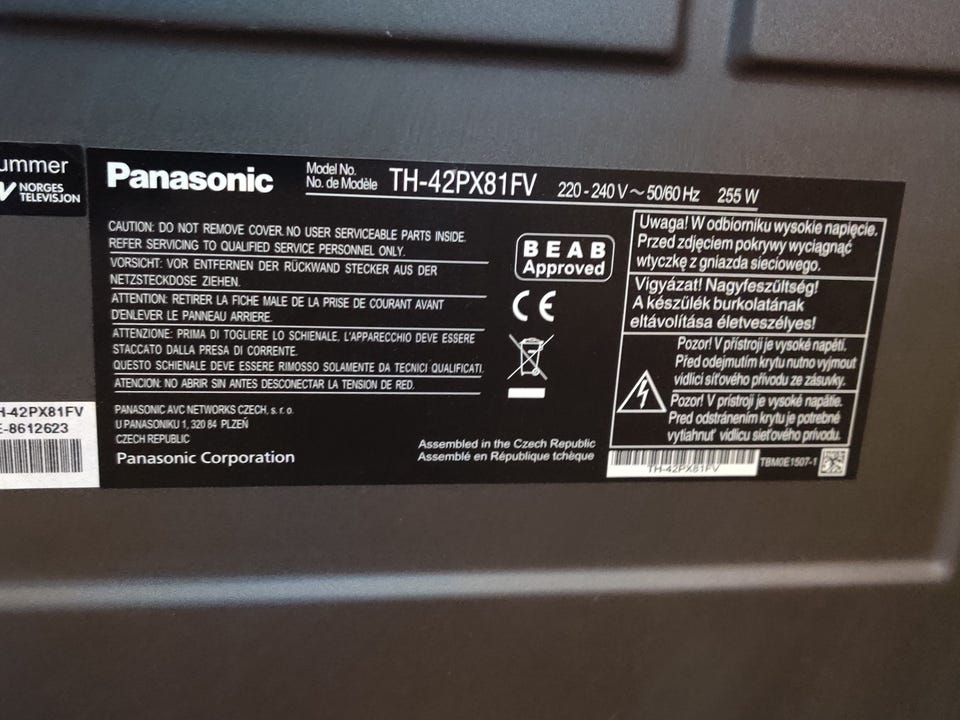 ummer
NORGES
TELEVISJON
H-42PX81FV
E-8612623
Panasonic
Model No.
No. de Modèle
TH-42PX81FV 220-240 V ~ 50/60 Hz 255 W
CAUTION: DO NOT REMOVE COVER. NO USER SERVICEABLE PARTS INSIDE.
REFER SERVICING TO QUALIFIED SERVICE PERSONNEL ONLY.
VORSICHT: VOR ENTFERNEN DER RÜCKWAND STECKER AUS DER
NETZSTECKDOSE ZIEHEN.
ATTENTION: RETIRER LA FICHE MALE DE LA PRISE DE COURANT AVANT
D'ENLEVER LE PANNEAU ARRIERE.
ATTENZIONE: PRIMA DI TOGLIERE LO SCHIENALE, L'APPARECCHIO DEVE ESSERE
STACCATO DALLA PRESA DI CORRENTE.
QUESTO SCHIENALE DEVE ESSERE RIMOSSO SOLAMENTE DA TECNICI QUALIFICATI.
ATENCION: NO ABRIR SIN ANTES DESCONECTAR LA TENSION DE RED.
PANASONIC AVC NETWORKS CZECH, s. r. o.
U PANASONIKU 1, 320 84 PLZEŇ
CZECH REPUBLIC
Panasonic Corporation
BEAB
Approved
CE
Assembled in the Czech Republic
Assemblé en République tchèque
Uwaga! W odbiorniku wysokie napięcie.
Przed zdjęciem pokrywy wyciągnąć
wtyczkę z gniazda sieciowego.
Vigyázat! Nagyfeszültség!
A készülék burkolatának
eltávolítása életveszélyes!
Pozor! V přístroji je vysoké napětí.
Před odejmutím krytu nutno vyjmout
vidlici síťového přívodu ze zásuvky.
Pozor! V prístroji je vysoké napätie.
Pred odstránením krytu je potrebné
vytiahnuť vidlicu sieťového prívodu.
TH-42PX81FV
TBM0E1507-1